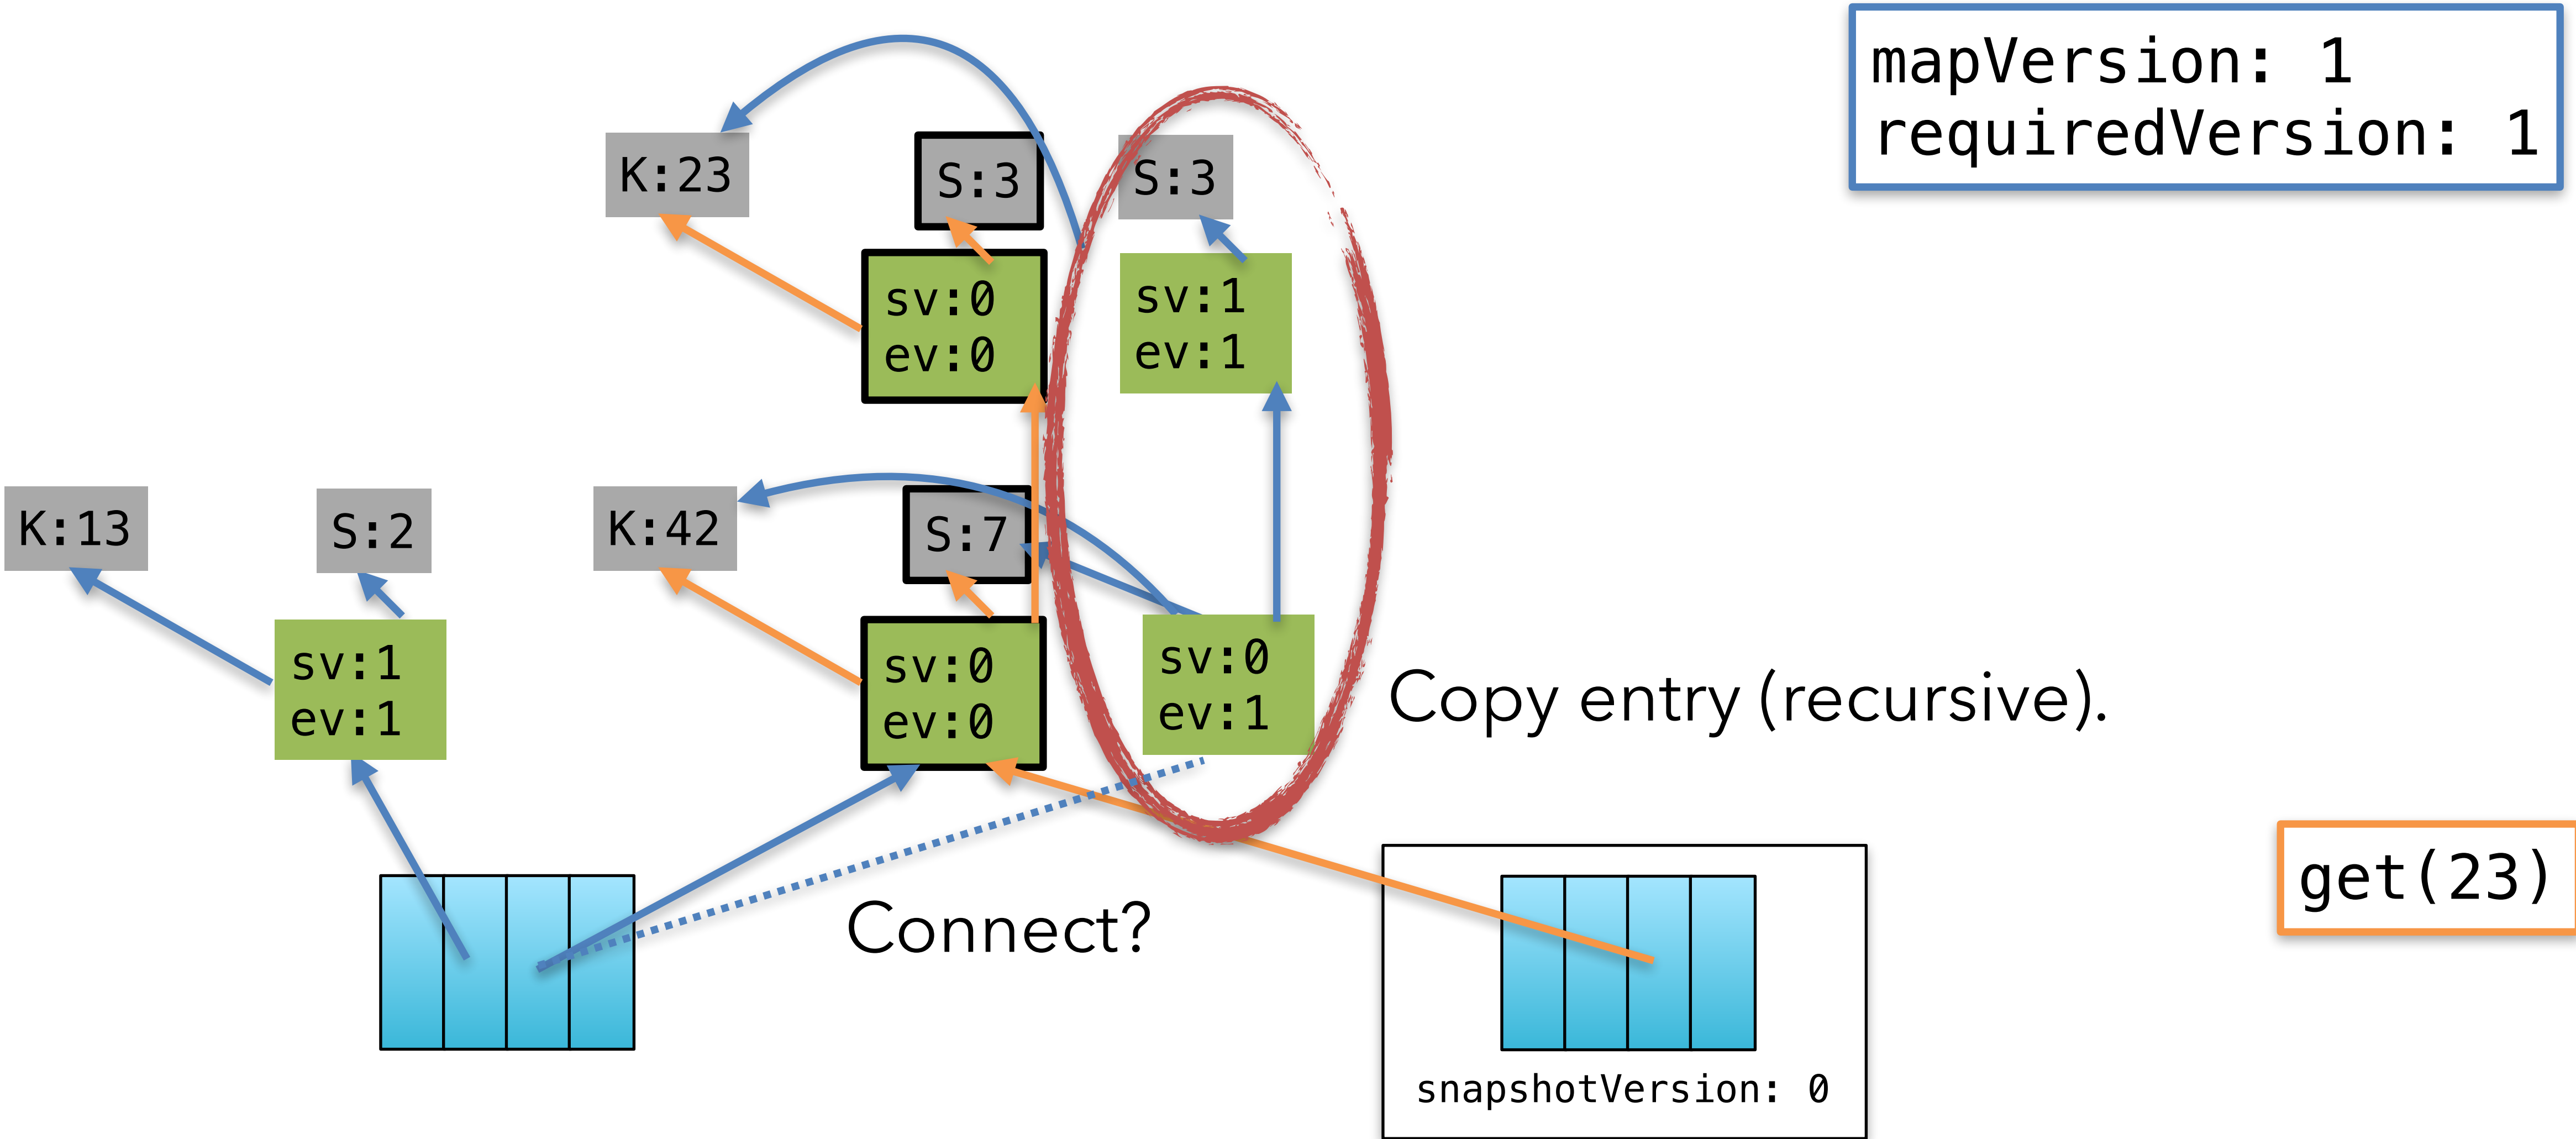 mapVersion: 1
requiredVersion: 1
K:23
S:3
S:3
sv:0
ev:0
sv:1
ev:1
K:13
S:2
K:42
S:7
sv:1
ev:1
sv:0
ev:0
sv:0
ev:1
Copy entry (recursive).
Connect?
get(23)
snapshotVersion: 0